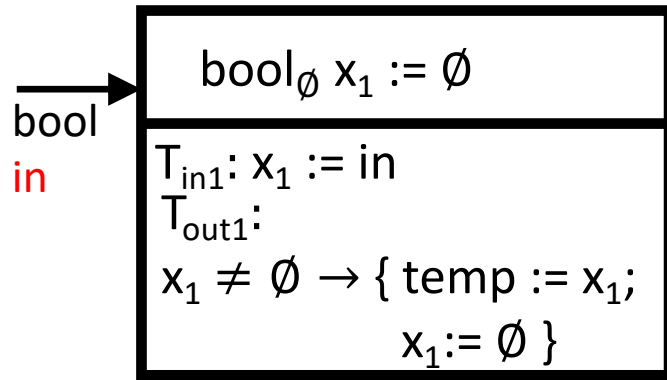 bool∅ x₁ := ∅
bool
in
Tᵢₙ₁: x₁ := in
Tₒᵤₜ₁:
x₁ ≠ ∅ → { temp := x₁;
x₁:= ∅ }